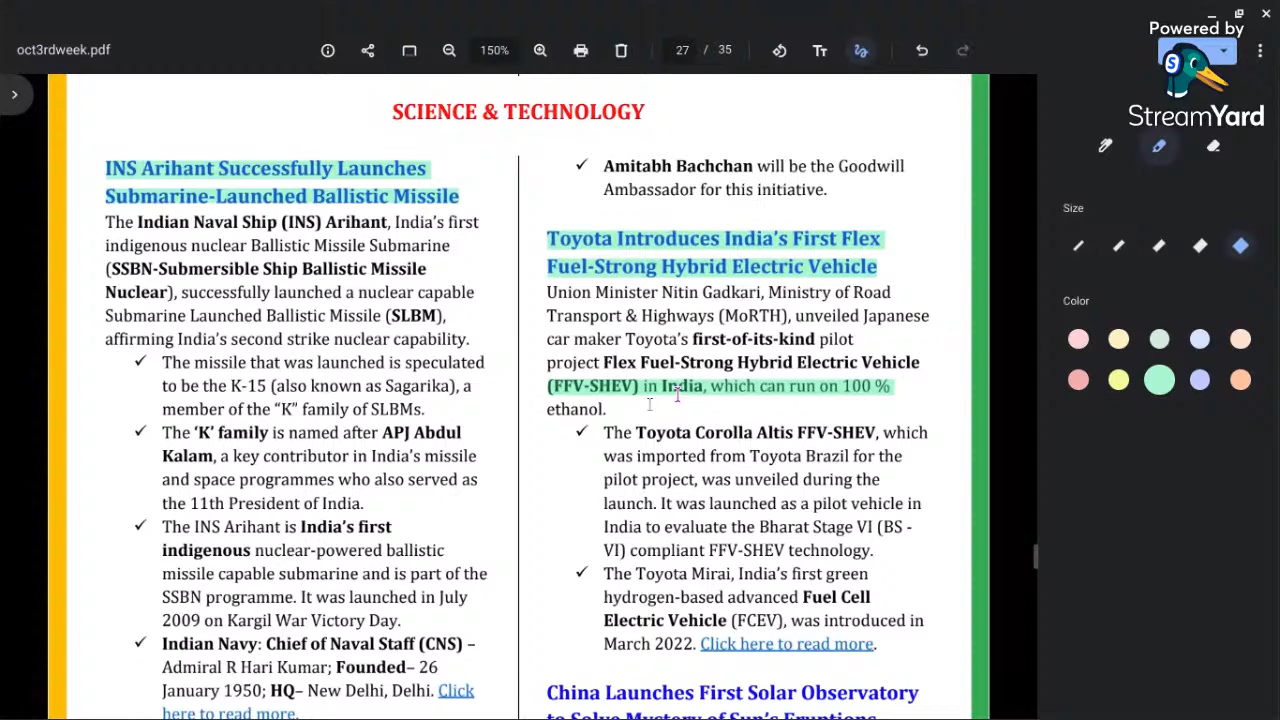 oct3rdweek.pdf
150%
27 / 35
Powered by
StreamYard
SCIENCE & TECHNOLOGY
INS Arihant Successfully Launches
Submarine-Launched Ballistic Missile
The Indian Naval Ship (INS) Arihant, India’s first
indigenous nuclear Ballistic Missile Submarine
(SSBN-Submersible Ship Ballistic Missile
Nuclear), successfully launched a nuclear capable
Submarine Launched Ballistic Missile (SLBM),
affirming India’s second strike nuclear capability.
✓ The missile that was launched is speculated
to be the K-15 (also known as Sagarika), a
member of the “K” family of SLBMs.
✓ The ‘K’ family is named after APJ Abdul
Kalam, a key contributor in India’s missile
and space programmes who also served as
the 11th President of India.
✓ The INS Arihant is India’s first
indigenous nuclear-powered ballistic
missile capable submarine and is part of the
SSBN programme. It was launched in July
2009 on Kargil War Victory Day.
✓ Indian Navy: Chief of Naval Staff (CNS) –
Admiral R Hari Kumar; Founded– 26
January 1950; HQ– New Delhi, Delhi. Click
here to read more.
✓ Amitabh Bachchan will be the Goodwill
Ambassador for this initiative.
Toyota Introduces India’s First Flex
Fuel-Strong Hybrid Electric Vehicle
Union Minister Nitin Gadkari, Ministry of Road
Transport & Highways (MoRTH), unveiled Japanese
car maker Toyota’s first-of-its-kind pilot
project Flex Fuel-Strong Hybrid Electric Vehicle
(FFV-SHEV) in India, which can run on 100 %
ethanol.
✓ The Toyota Corolla Altis FFV-SHEV, which
was imported from Toyota Brazil for the
pilot project, was unveiled during the
launch. It was launched as a pilot vehicle in
India to evaluate the Bharat Stage VI (BS -
VI) compliant FFV-SHEV technology.
✓ The Toyota Mirai, India’s first green
hydrogen-based advanced Fuel Cell
Electric Vehicle (FCEV), was introduced in
March 2022. Click here to read more.
China Launches First Solar Observatory
to Solve Mystery of Sun’s Eruptions
Size
Color